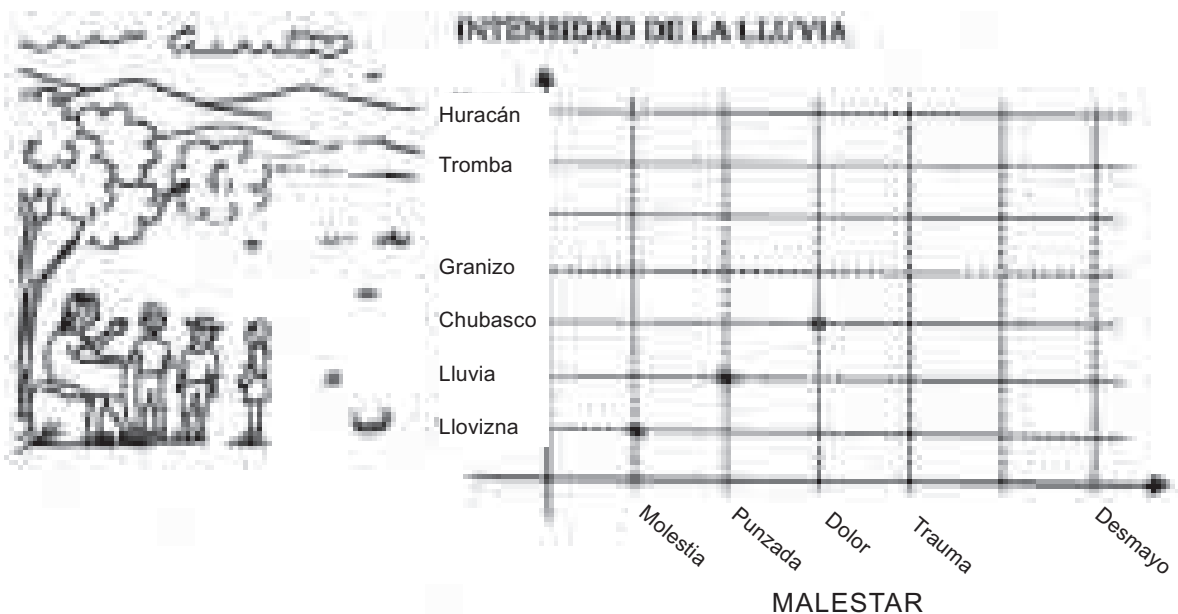 INTENSIDAD DE LA LLUVIA
Huracán
Tromba
Granizo
Chubasco
Lluvia
Llovizna
Molestia
Punzada
Dolor
Trauma
Desmayo
MALESTAR